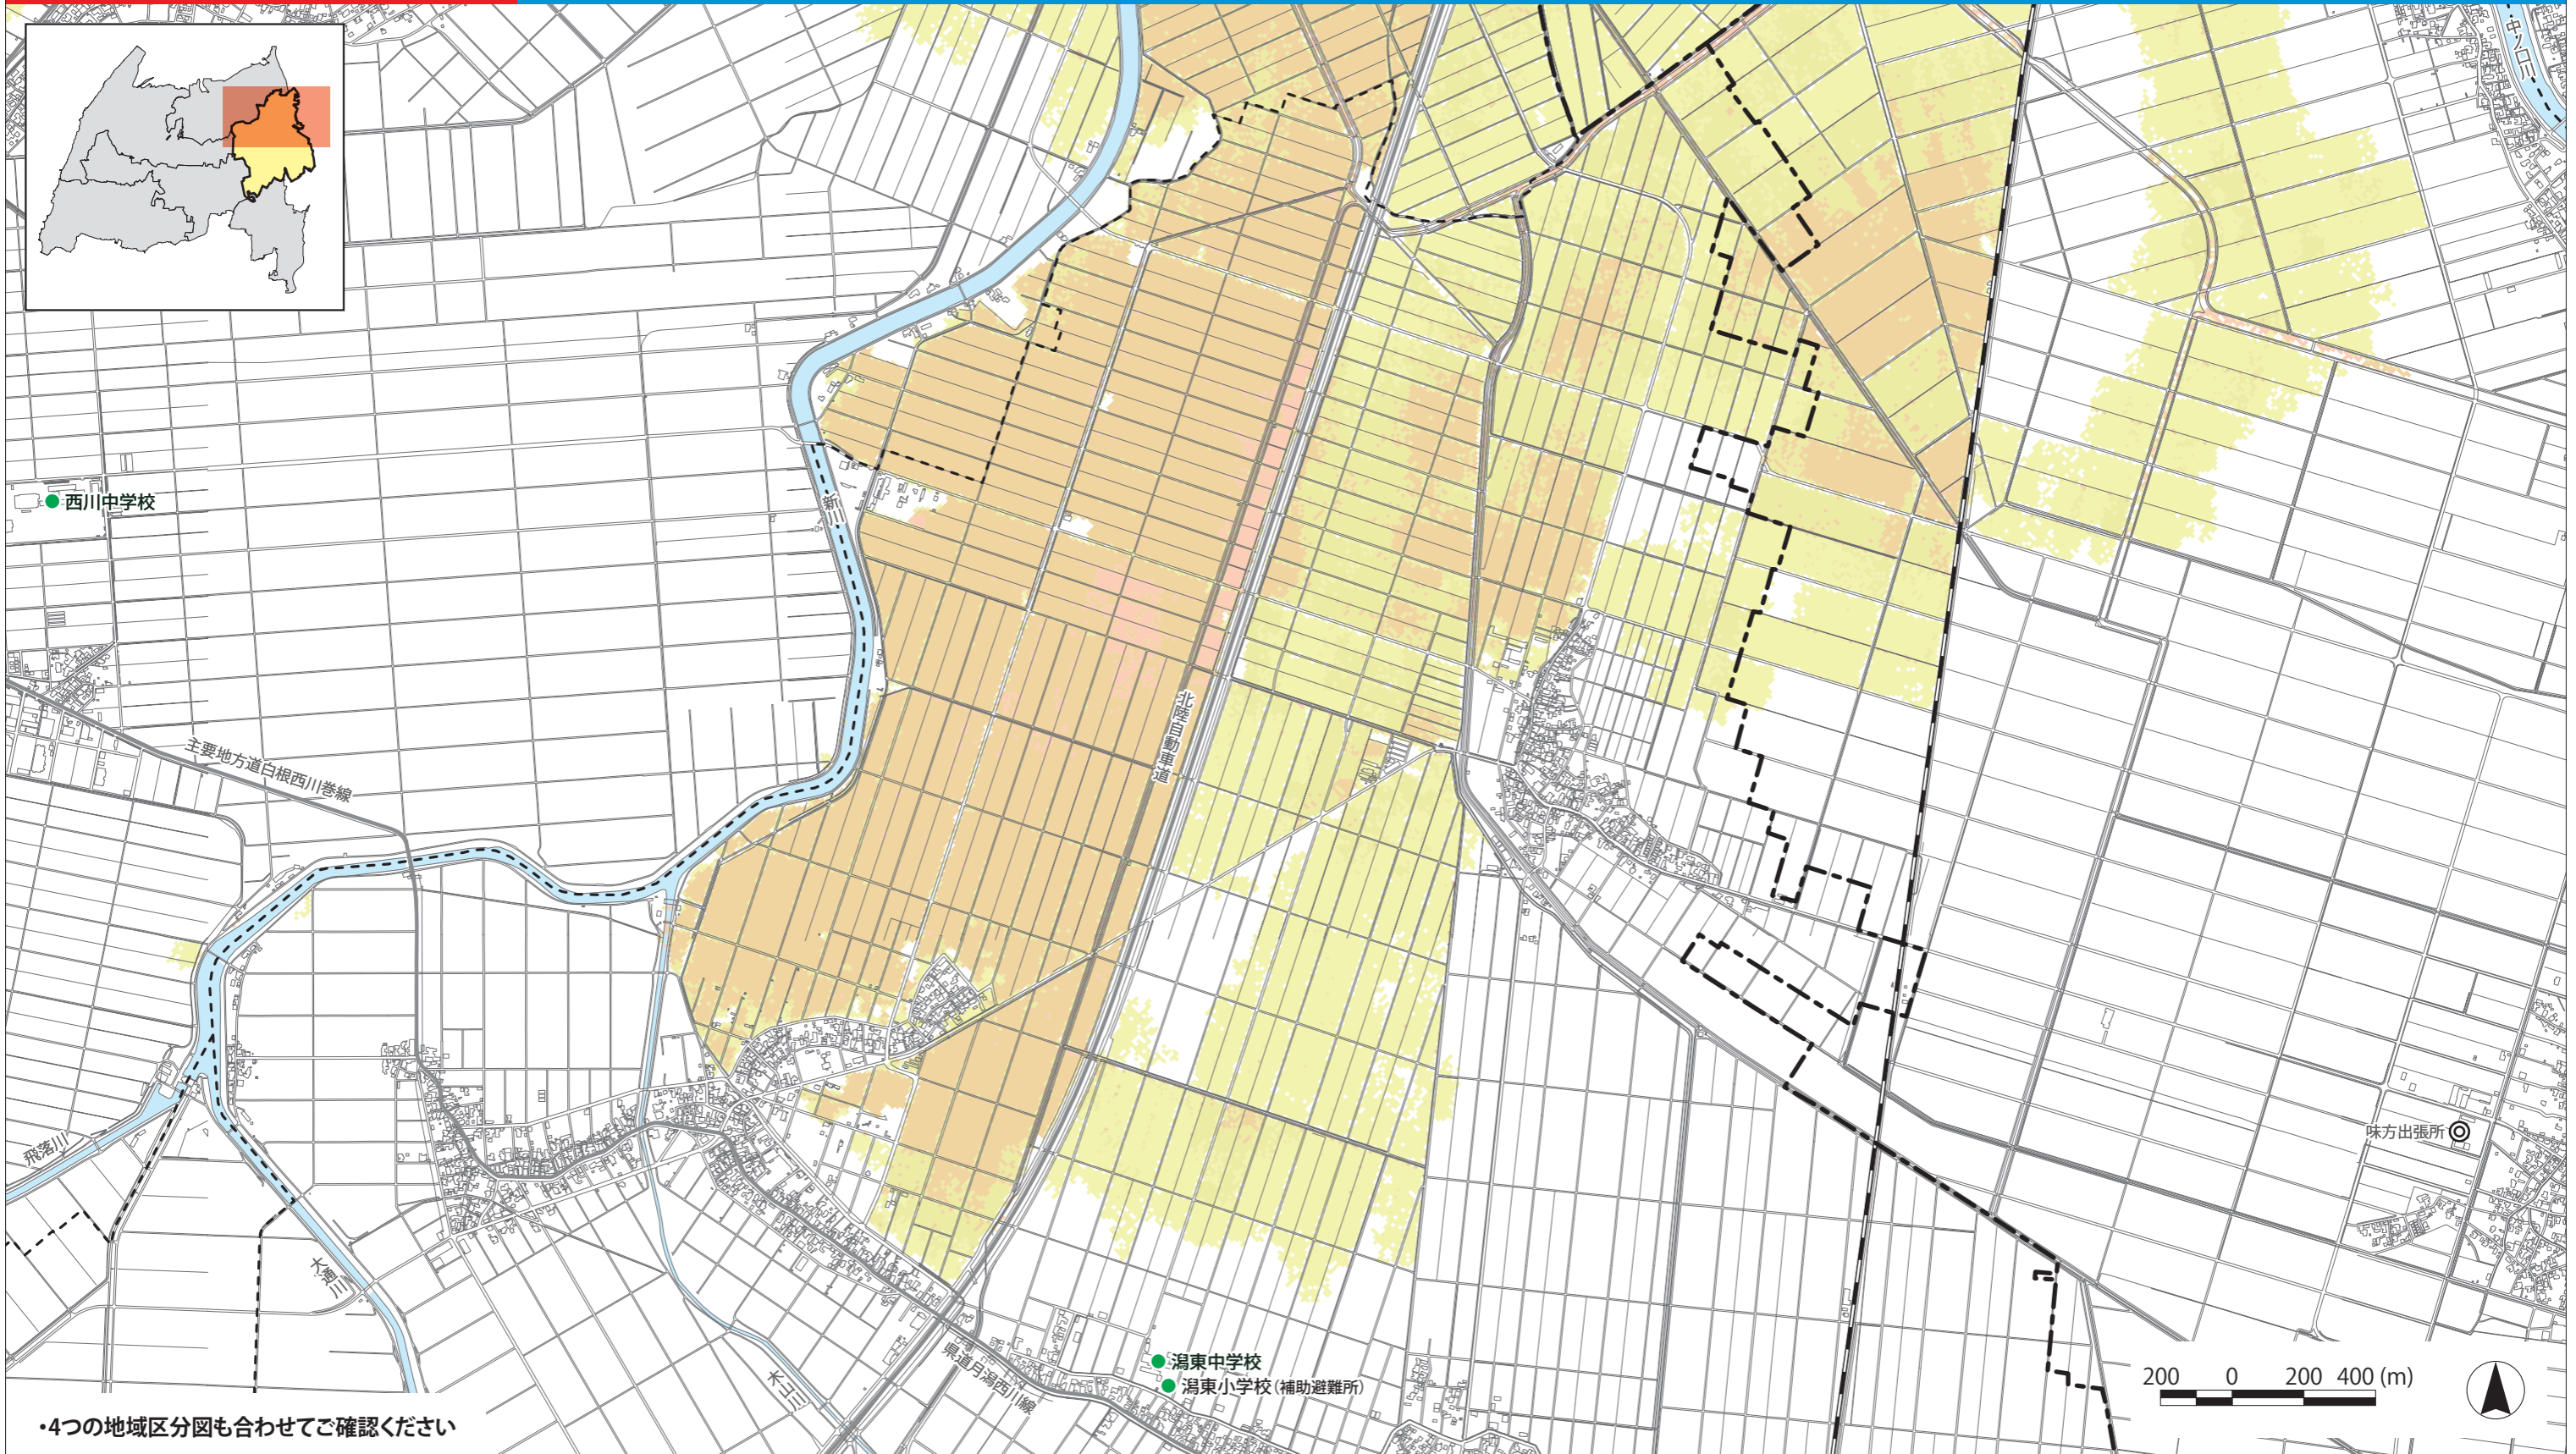 中ノ口川
西川中学校
新川
北陸自動車道
主要地方道白根西川巻線
味方出張所
飛落川
大通川
木山川
県道月潟西川線
潟東中学校
潟東小学校(補助避難所)
200 0 200 400 (m)
•4つの地域区分図も合わせてご確認ください